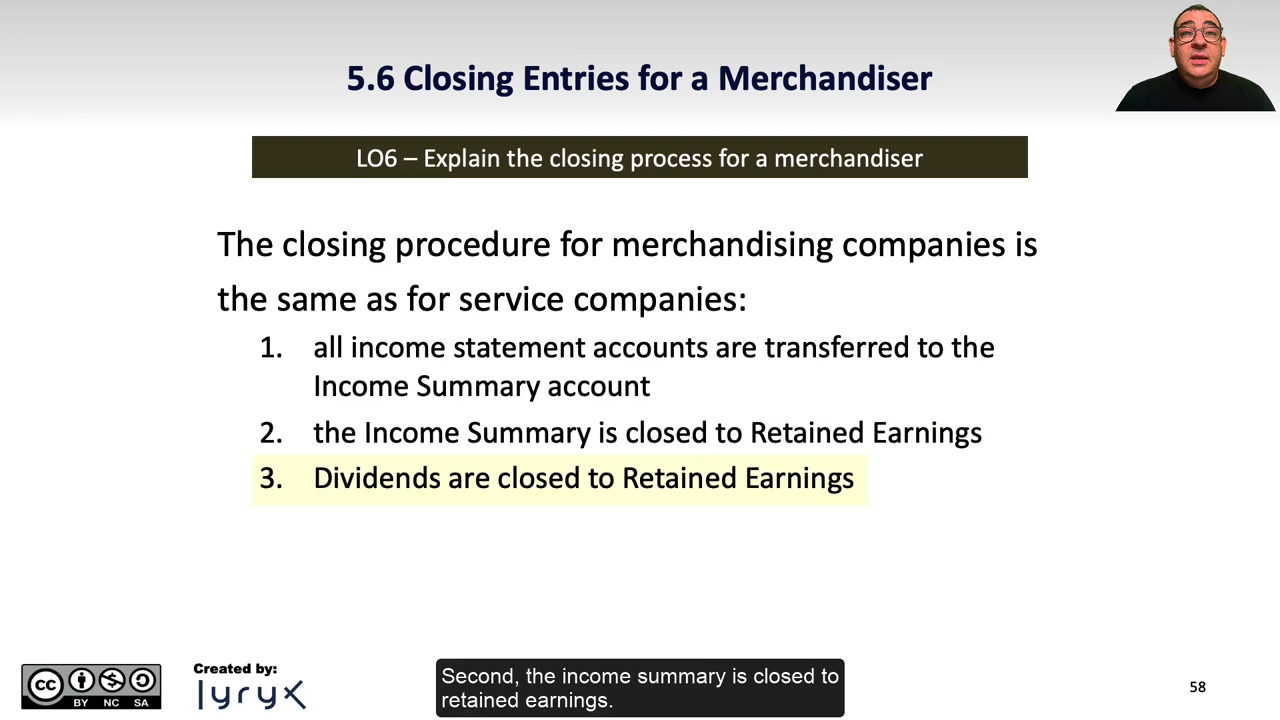 5.6 Closing Entries for a Merchandiser
LO6 – Explain the closing process for a merchandiser
The closing procedure for merchandising companies is
the same as for service companies:
1. all income statement accounts are transferred to the
Income Summary account
2. the Income Summary is closed to Retained Earnings
3. Dividends are closed to Retained Earnings
cc BY NC SA
Created by:
lyryx
Second, the income summary is closed to
retained earnings.
58